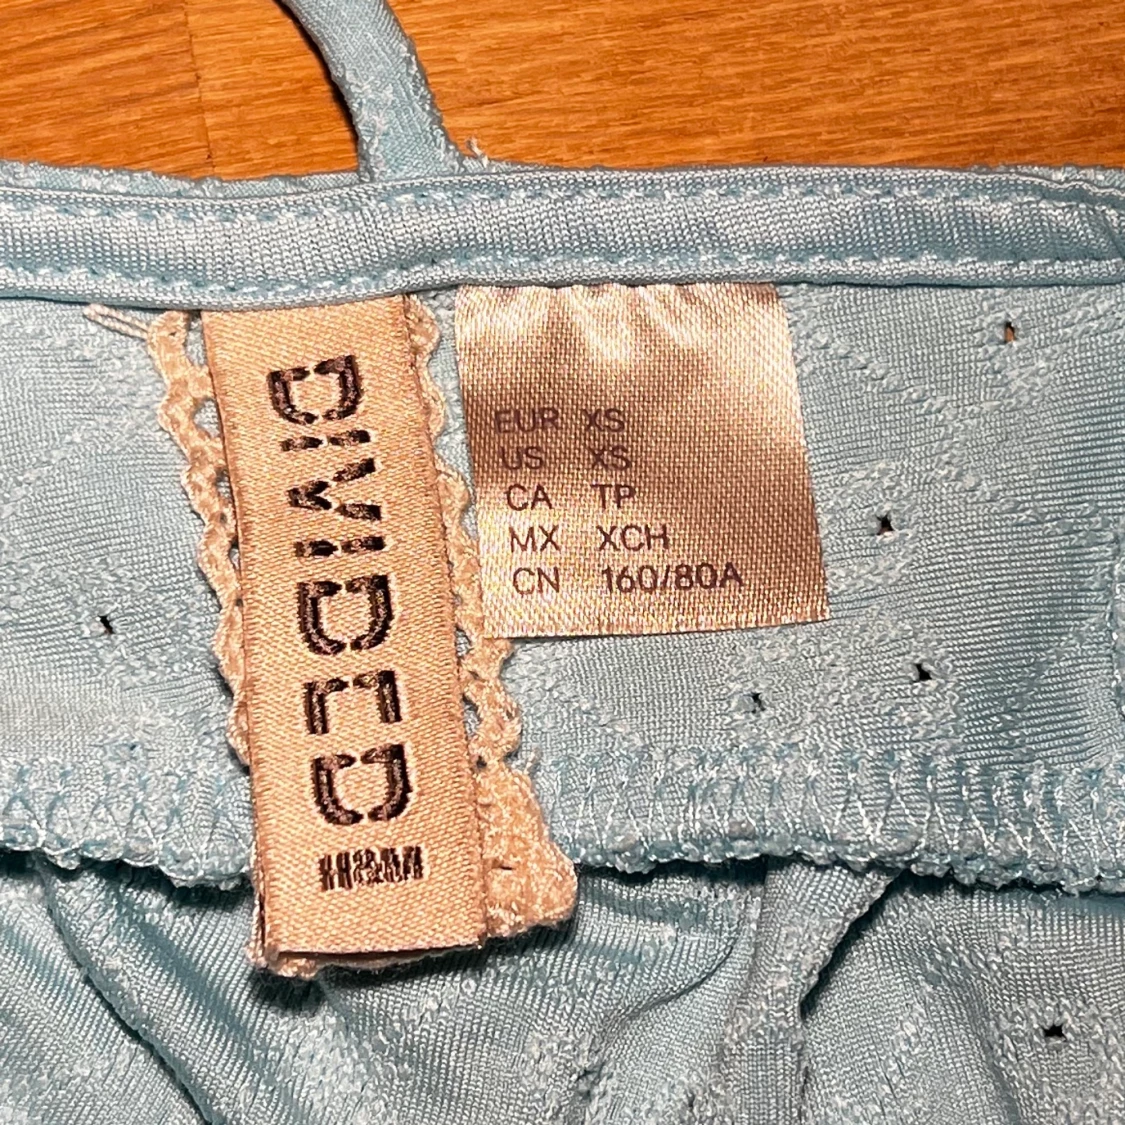 DIVIDED
H&M
EUR XS
US XS
CA TP
MX XCH
CN 160/80A